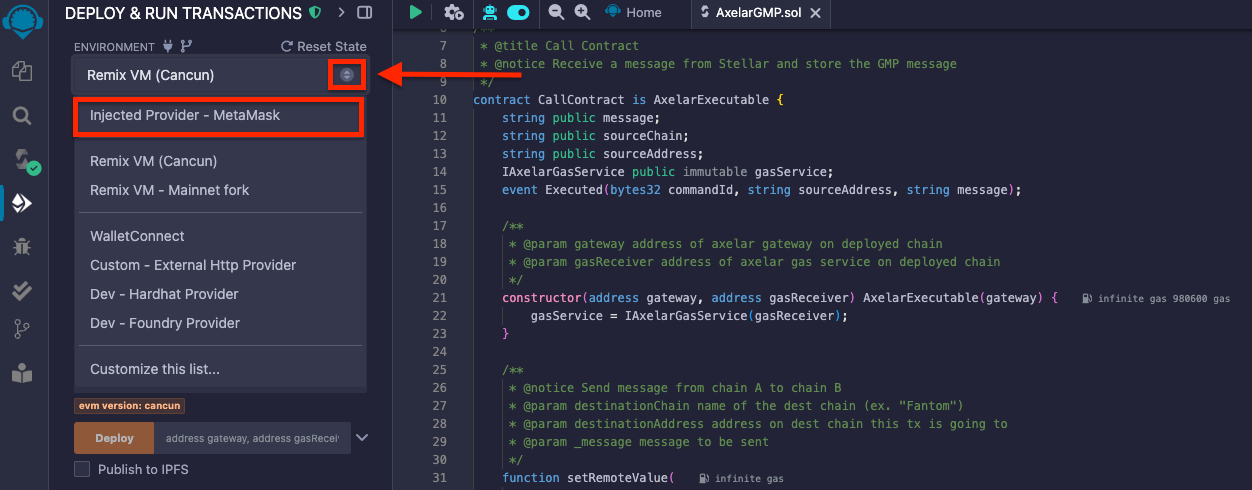 DEPLOY & RUN TRANSACTIONS
ENVIRONMENT
Reset State
Remix VM (Cancun)
Injected Provider - MetaMask
Remix VM (Cancun)
Remix VM - Mainnet fork
WalletConnect
Custom - External Http Provider
Dev - Hardhat Provider
Dev - Foundry Provider
Customize this list...
evm version: cancun
Deploy
address gateway, address gasRecei
Publish to IPFS
Home
AxelarGMP.sol
6 /**
7 * @title Call Contract
8 * @notice Receive a message from Stellar and store the GMP message
9 */
10 contract CallContract is AxelarExecutable {
11 string public message;
12 string public sourceChain;
13 string public sourceAddress;
14 IAxelarGasService public immutable gasService;
15 event Executed(bytes32 commandId, string sourceAddress, string message);
16
17 /**
18 * @param gateway address of axelar gateway on deployed chain
19 * @param gasReceiver address of axelar gas service on deployed chain
20 */
21 constructor(address gateway, address gasReceiver) AxelarExecutable(gateway) { infinite gas 980600 gas
22 gasService = IAxelarGasService(gasReceiver);
23 }
24
25 /**
26 * @notice Send message from chain A to chain B
27 * @param destinationChain name of the dest chain (ex. "Fantom")
28 * @param destinationAddress address on dest chain this tx is going to
29 * @param _message message to be sent
30 */
31 function setRemoteValue( infinite gas